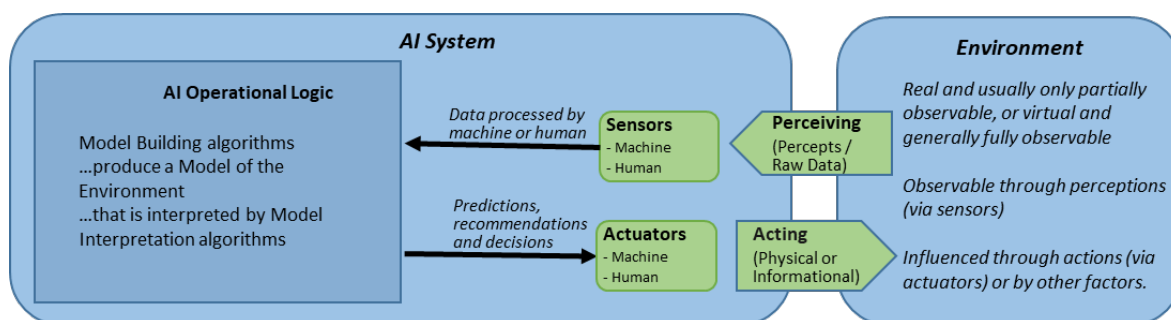 AI System
AI Operational Logic
Model Building algorithms
…produce a Model of the
Environment
…that is interpreted by Model
Interpretation algorithms
Data processed by
machine or human
Predictions,
recommendations
and decisions
Sensors
- Machine
- Human
Actuators
- Machine
- Human
Perceiving
(Percepts /
Raw Data)
Acting
(Physical or
Informational)
Environment
Real and usually only partially
observable, or virtual and
generally fully observable
Observable through perceptions
(via sensors)
Influenced through actions (via
actuators) or by other factors.